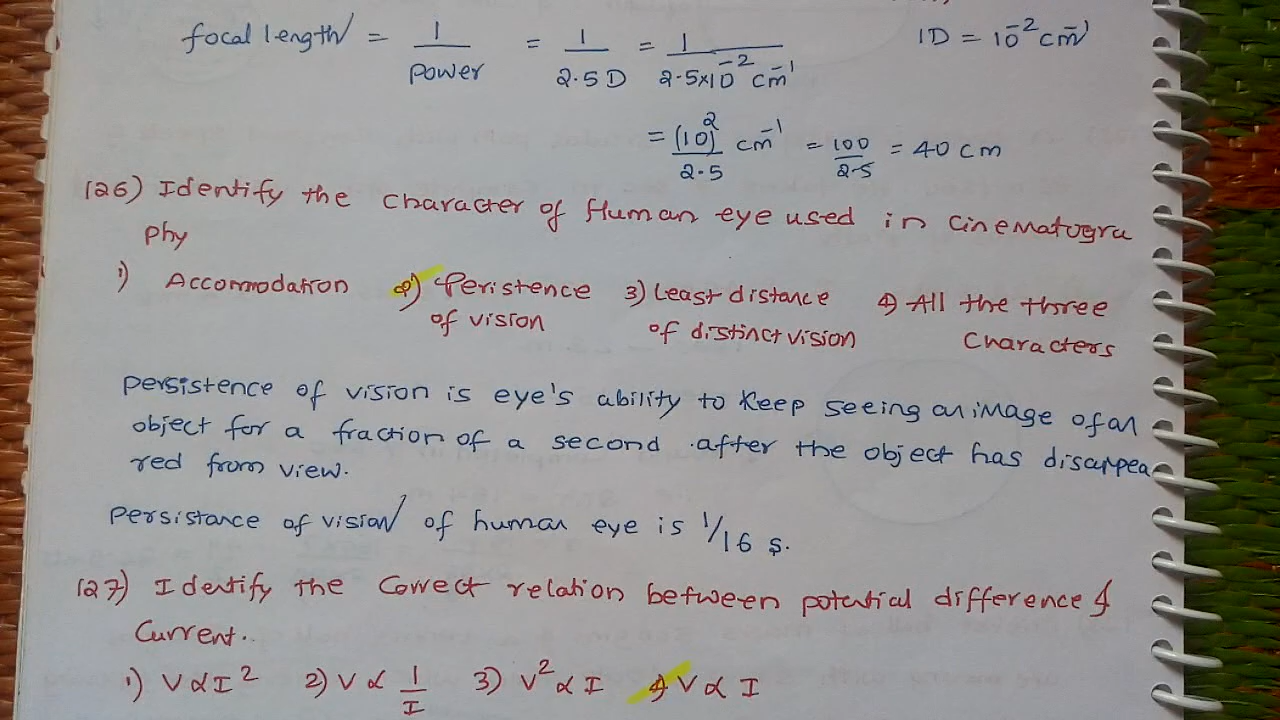 focal length = 1/power = 1/2.5 D = 1/2.5×10⁻² cm⁻¹    1D = 10⁻² cm⁻¹
= (10)²/2.5 cm⁻¹ = 100/2.5 = 40 cm
126) Identify the character of Human eye used in cinematogra
phy
1) Accommodation 2) Peristence 3) Least distance 4) All the three
of vision of distinct vision Characters
Persistence of vision is eye's ability to keep seeing an image of an
object for a fraction of a second after the object has disappea
red from view.
Persistance of vision of human eye is 1/16 s.
127) Identify the Correct relation between potential difference &
Current..
1) V ∝ I² 2) V ∝ 1/I 3) V² ∝ I 4) V ∝ I